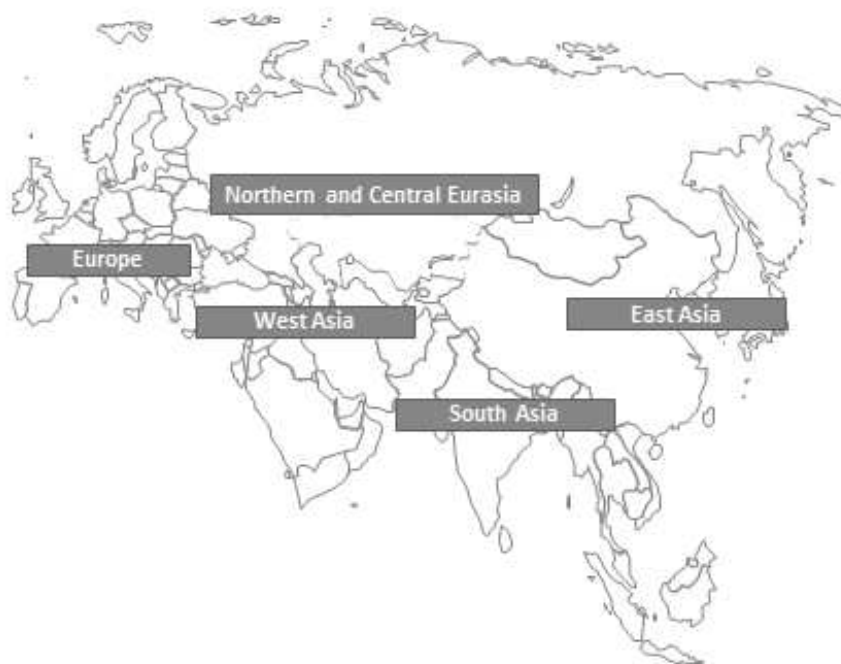 Northern and Central Eurasia
Europe
West Asia
East Asia
South Asia